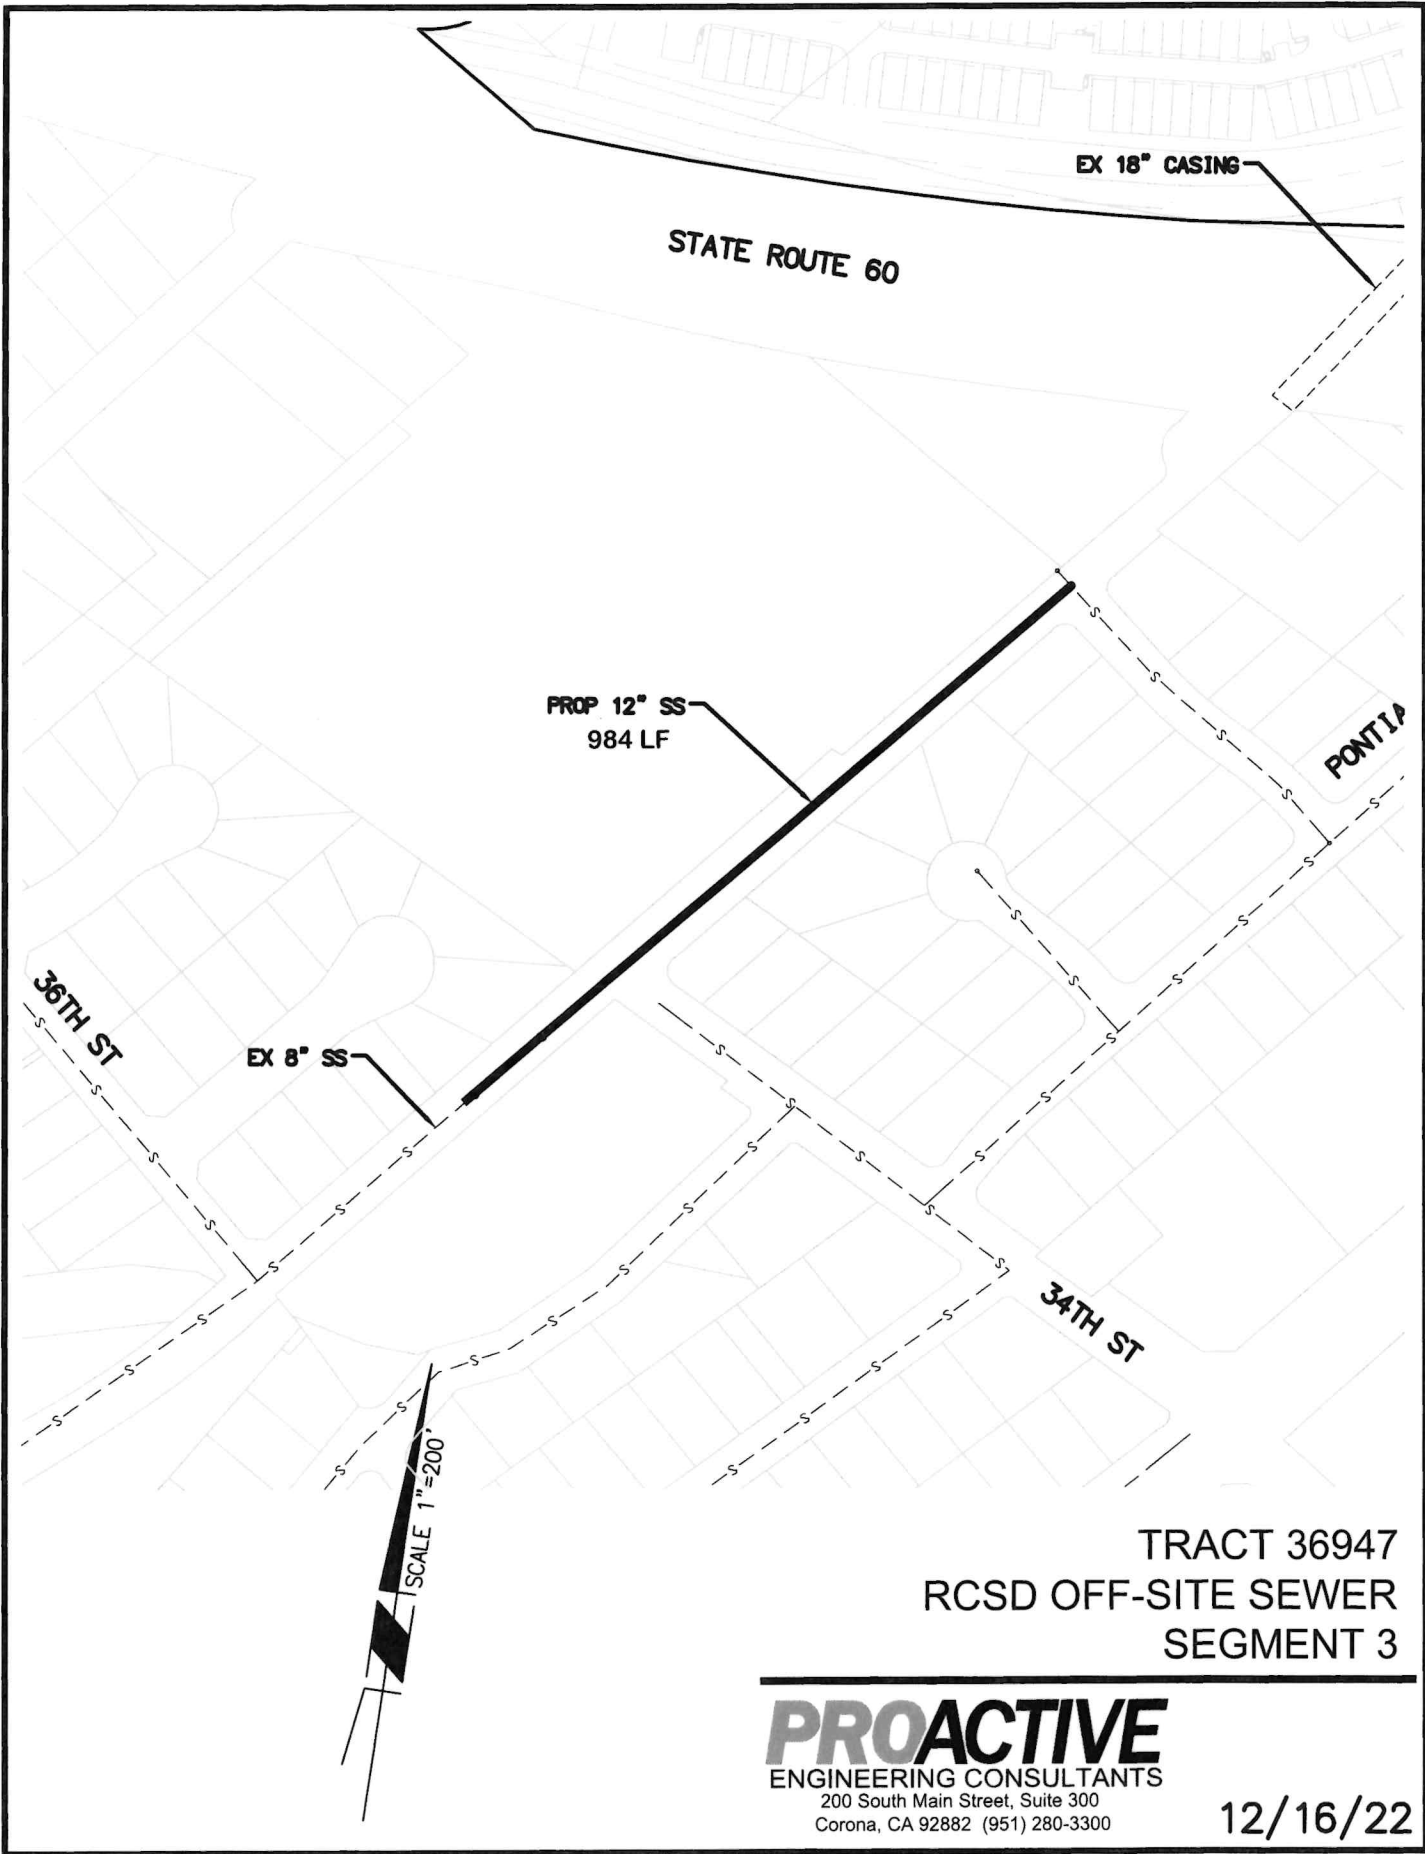 EX 18" CASING
STATE ROUTE 60
PROP 12" SS
984 LF
PONTIA
36TH ST
EX 8" SS
34TH ST
SCALE 1"=200'
TRACT 36947
RCSD OFF-SITE SEWER
SEGMENT 3
PROACTIVE
ENGINEERING CONSULTANTS
200 South Main Street, Suite 300
Corona, CA 92882 (951) 280-3300
12/16/22